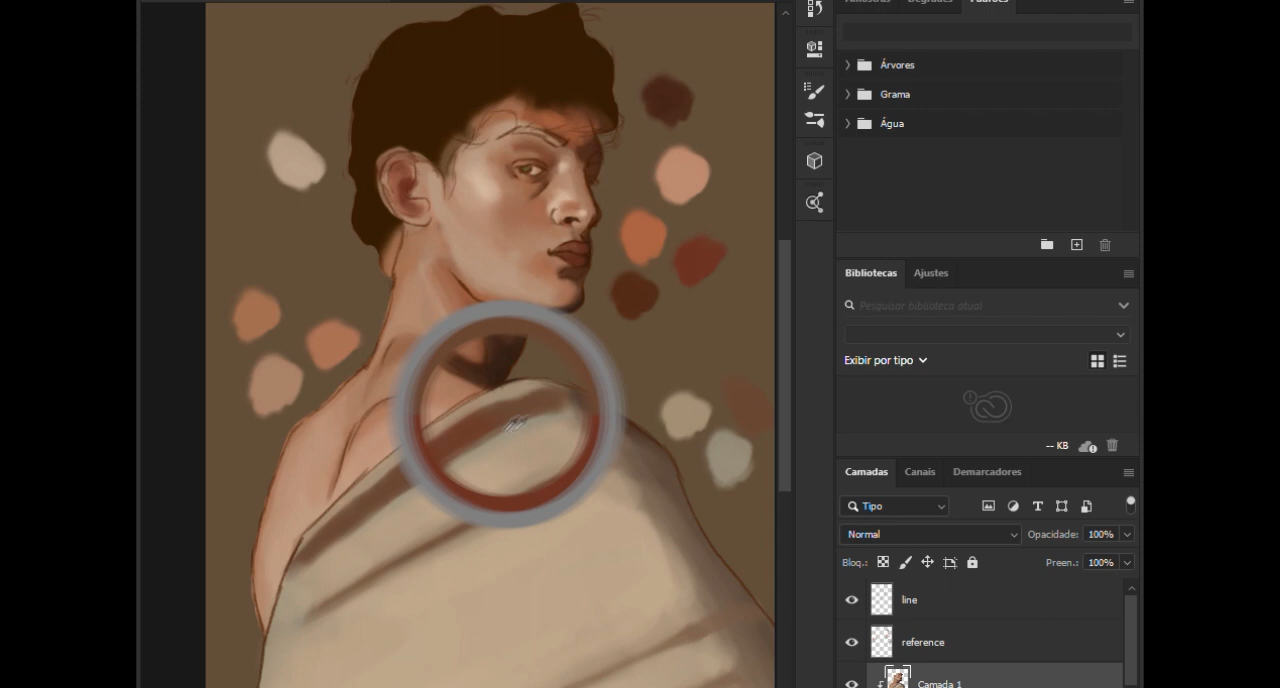 Padrões
Árvores
Grama
Água
Bibliotecas Ajustes
Pesquisar biblioteca atual
Exibir por tipo
-- KB
Camadas Canais Demarcadores
Tipo
Normal Opacidade: 100%
Bloq.: Preen.: 100%
line
reference
Camada 1